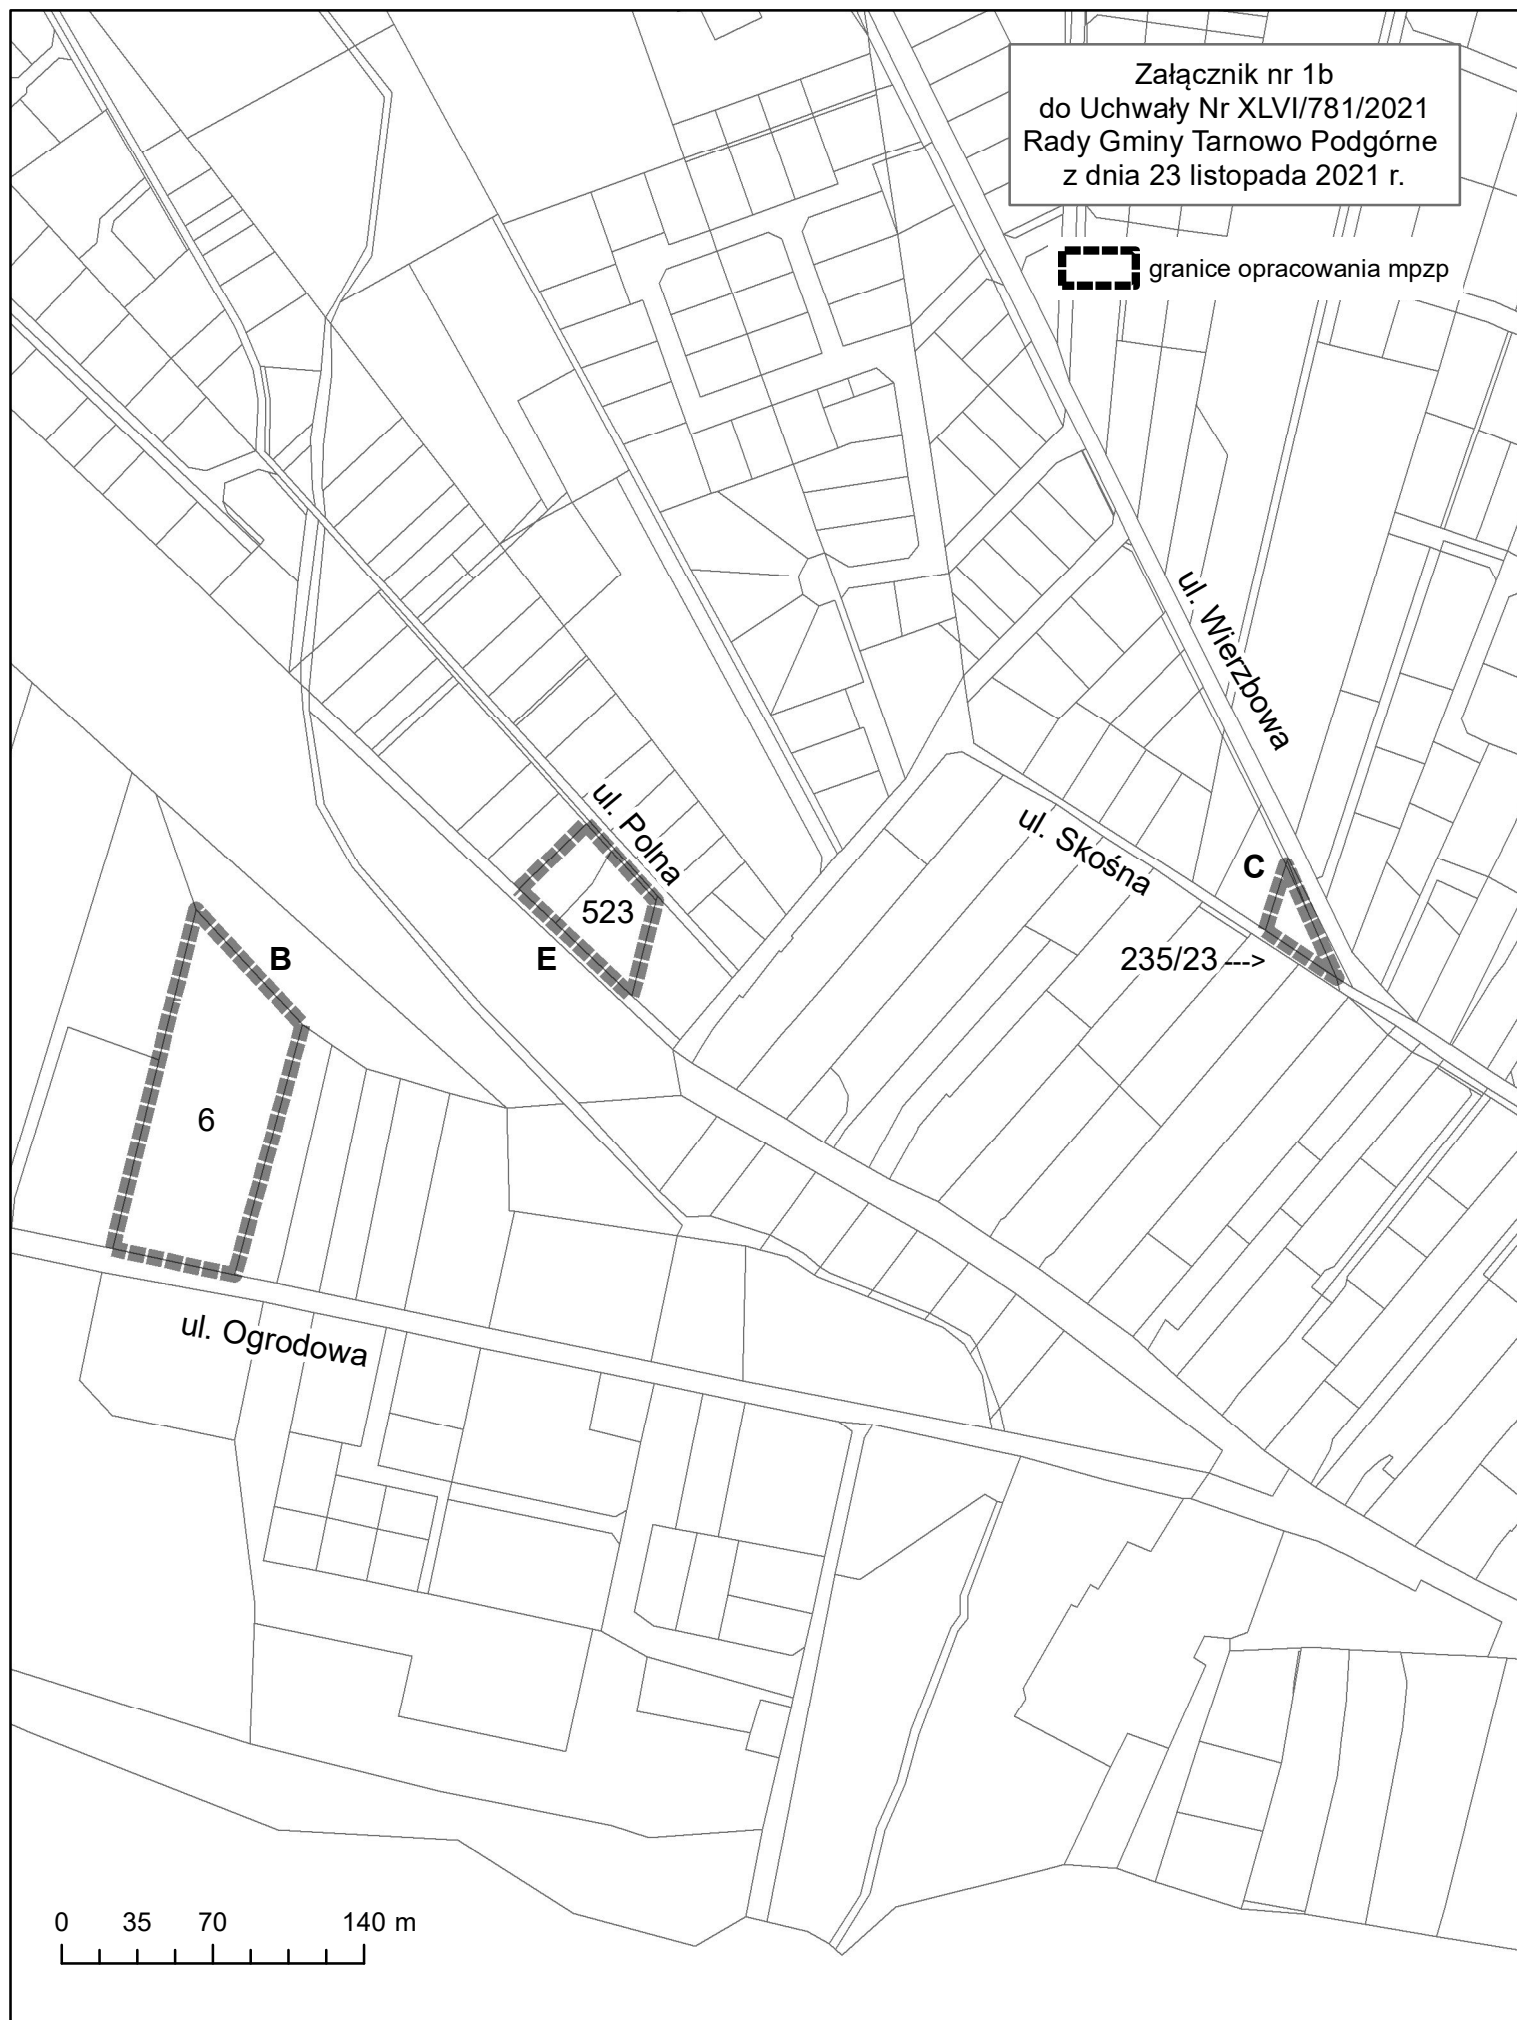 Załącznik nr 1b
do Uchwały Nr XLVI/781/2021
Rady Gminy Tarnowo Podgórne
z dnia 23 listopada 2021 r.
granice opracowania mpzp
ul. Wierzbowa
ul. Polna
ul. Skośna
C
523
B
E
235/23 --->
6
ul. Ogrodowa
0 35 70 140 m